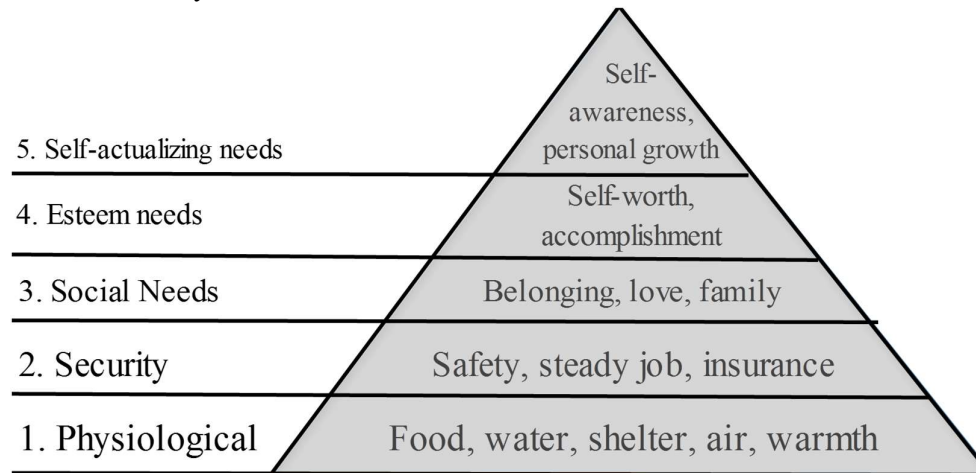 Self-
awareness,
5. Self-actualizing needs personal growth
4. Esteem needs Self-worth,
accomplishment
3. Social Needs Belonging, love, family
2. Security Safety, steady job, insurance
1. Physiological Food, water, shelter, air, warmth